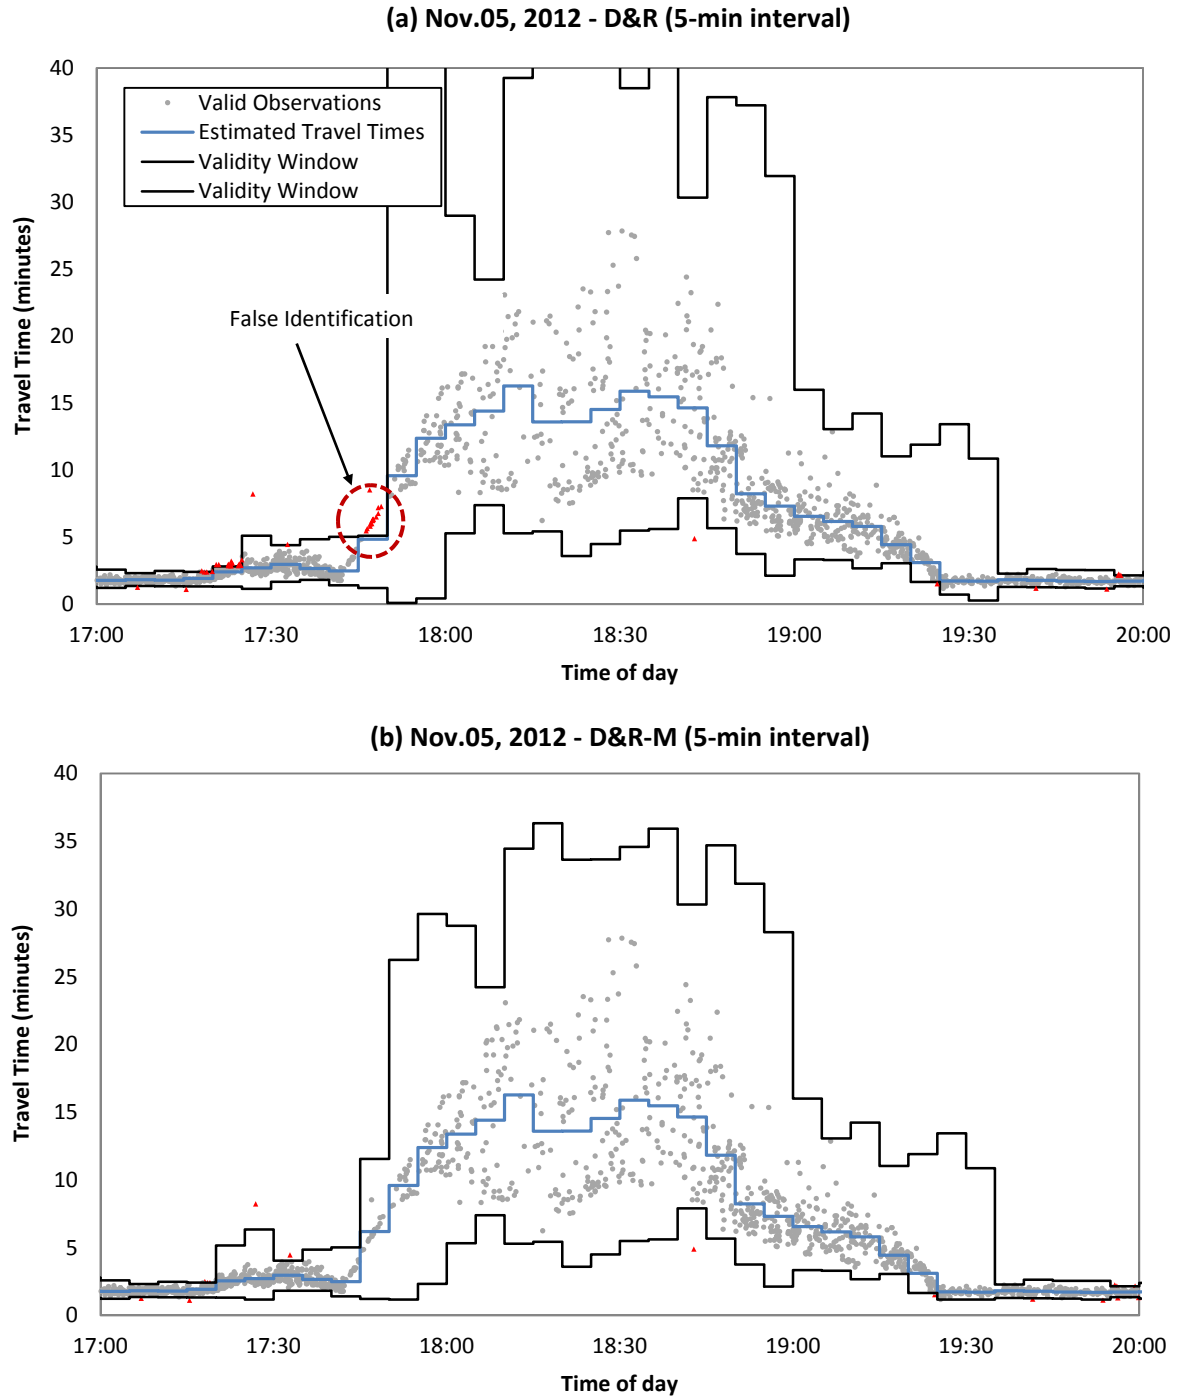 (a) Nov.05, 2012 - D&R (5-min interval)
40
35
30
25
20
15
10
5
0
Travel Time (minutes)
Valid Observations
Estimated Travel Times
Validity Window
Validity Window
False Identification
17:00
17:30
18:00
18:30
19:00
19:30
20:00
Time of day
(b) Nov.05, 2012 - D&R-M (5-min interval)
40
35
30
25
20
15
10
5
0
Travel Time (minutes)
17:00
17:30
18:00
18:30
19:00
19:30
20:00
Time of day